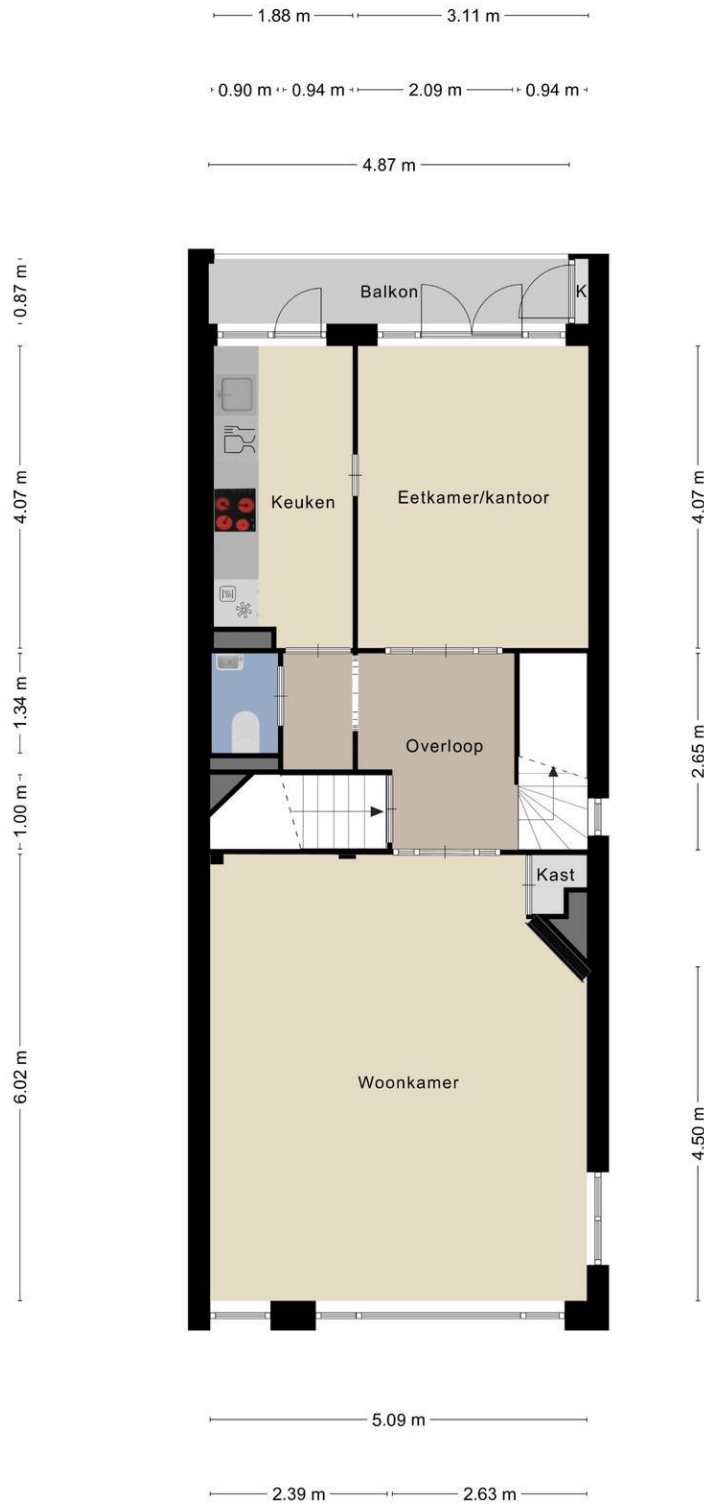 1.88 m
3.11 m
0.90 m
0.94 m
2.09 m
0.94 m
4.87 m
0.87 m
Balkon
K
4.07 m
Keuken
Eetkamer/kantoor
4.07 m
1.34 m
Overloop
2.65 m
1.00 m
Kast
6.02 m
Woonkamer
4.50 m
5.09 m
2.39 m
2.63 m